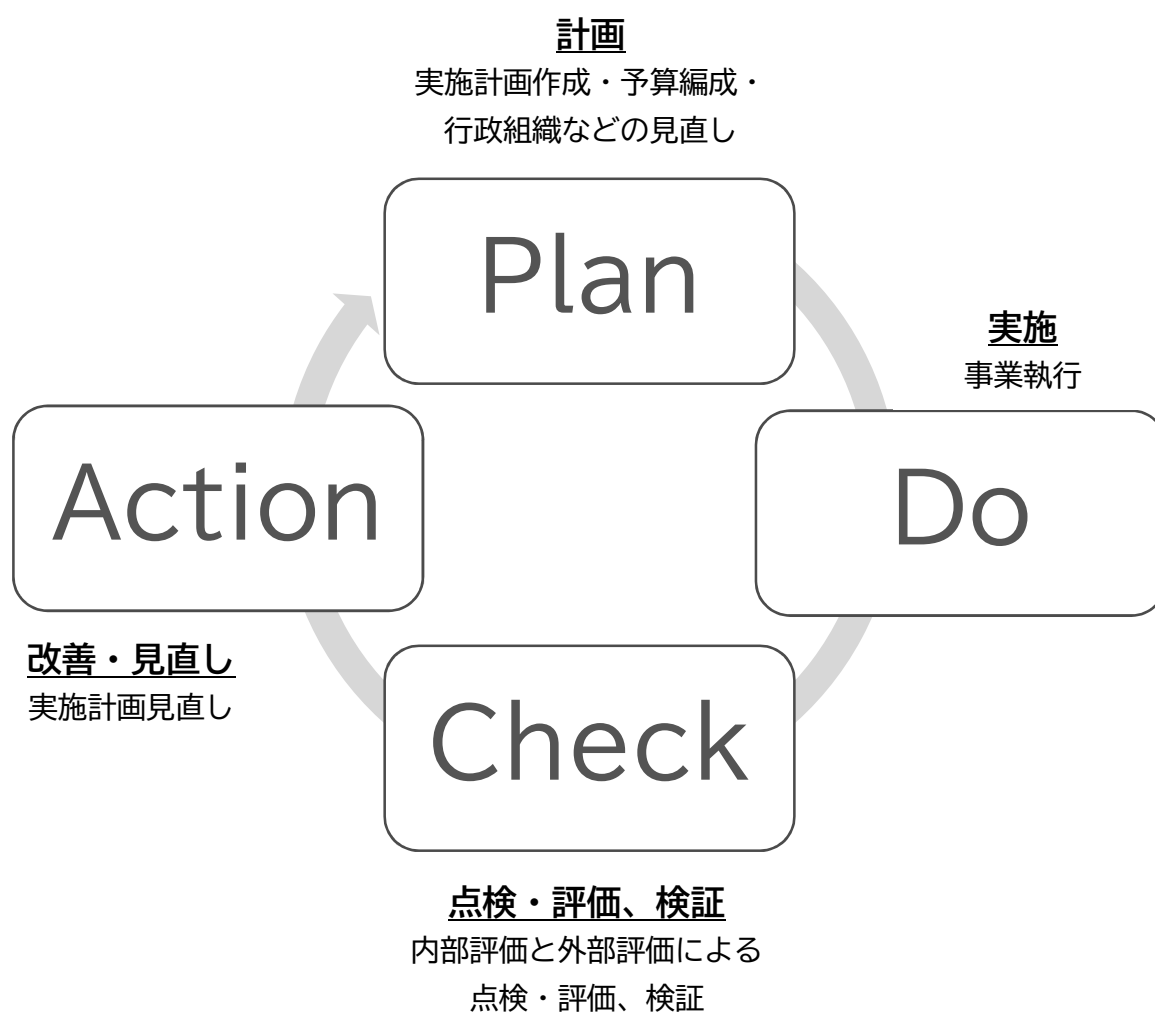 計画
実施計画作成・予算編成・
行政組織などの見直し
Plan
実施
事業執行
Do
Action
改善・見直し
実施計画見直し
Check
点検・評価、検証
内部評価と外部評価による
点検・評価、検証